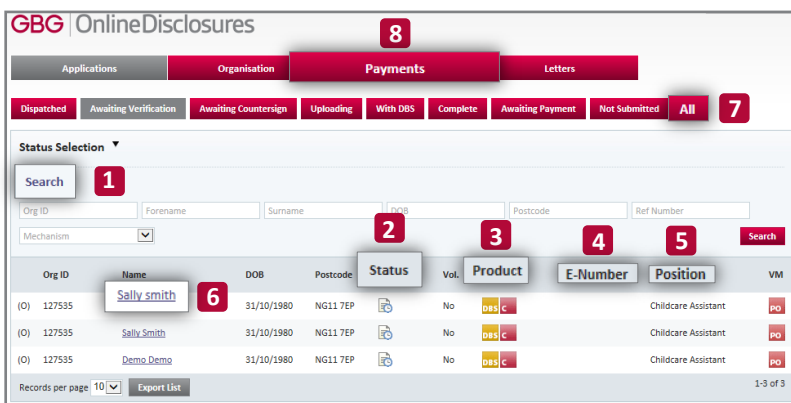 GBG | OnlineDisclosures
8
Applications Organisation Payments Letters
Dispatched Awaiting Verification Awaiting Countersign Uploading With DBS Complete Awaiting Payment Not Submitted All 7
Status Selection ▼
Search 1
Org ID Forename Surname DOB Postcode Ref Number
Mechanism Search
2 3 4 5
Org ID Name DOB Postcode Status Vol. Product E-Number Position VM
(O) 127535 Sally smith 6 31/10/1980 NG11 7EP No DBS C Childcare Assistant PO
(O) 127535 Sally Smith 31/10/1980 NG11 7EP No DBS C Childcare Assistant PO
(O) 127535 Demo Demo 31/10/1980 NG11 7EP No DBS C Childcare Assistant PO
Records per page 10 Export List 1-3 of 3